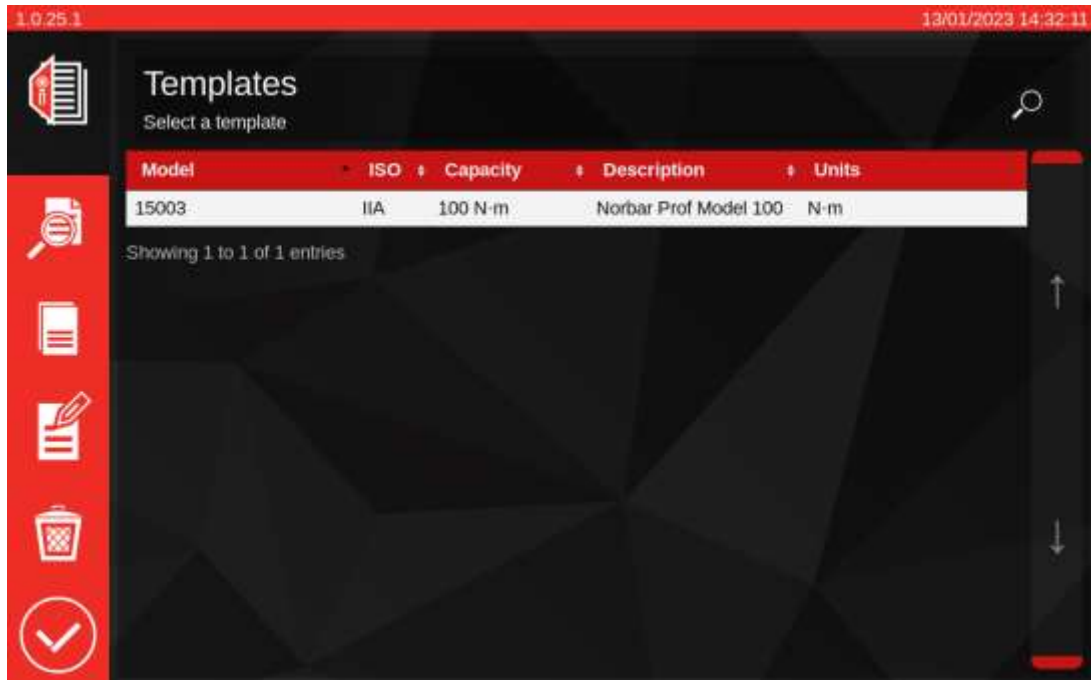 1.0.25.1 13/01/2023 14:32:11
Templates
Select a template
Model ISO Capacity Description Units
15003 IIA 100 N·m Norbar Prof Model 100 N·m
Showing 1 to 1 of 1 entries